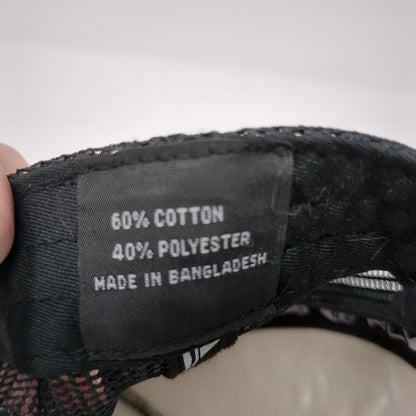 60% COTTON
40% POLYESTER
MADE IN BANGLADESH